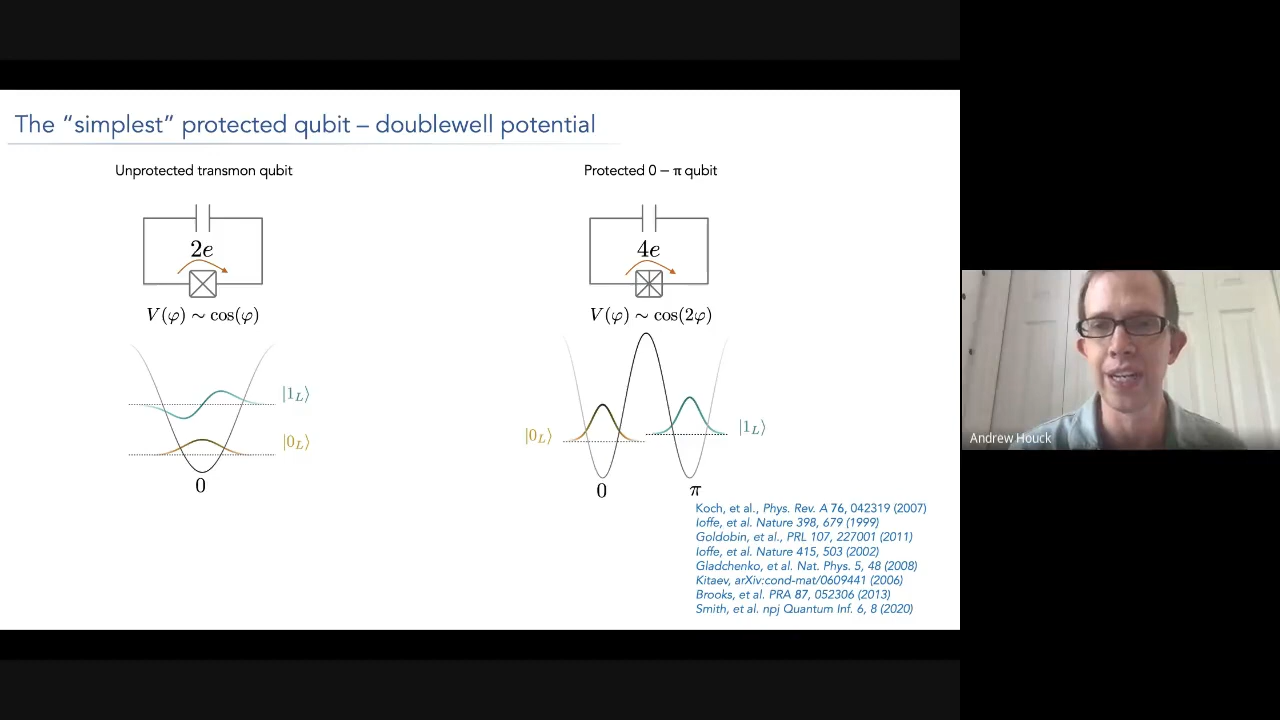 The “simplest” protected qubit – doublewell potential
Unprotected transmon qubit
2e
V(φ) ∼ cos(φ)
|1_L⟩
|0_L⟩
0
Protected 0 – π qubit
4e
V(φ) ∼ cos(2φ)
|0_L⟩
|1_L⟩
0
π
Koch, et al., Phys. Rev. A 76, 042319 (2007)
Ioffe, et al. Nature 398, 679 (1999)
Goldobin, et al., PRL 107, 227001 (2011)
Ioffe, et al. Nature 415, 503 (2002)
Gladchenko, et al. Nat. Phys. 5, 48 (2008)
Kitaev, arXiv:cond-mat/0609441 (2006)
Brooks, et al. PRA 87, 052306 (2013)
Smith, et al. npj Quantum Inf. 6, 8 (2020)
Andrew Houck